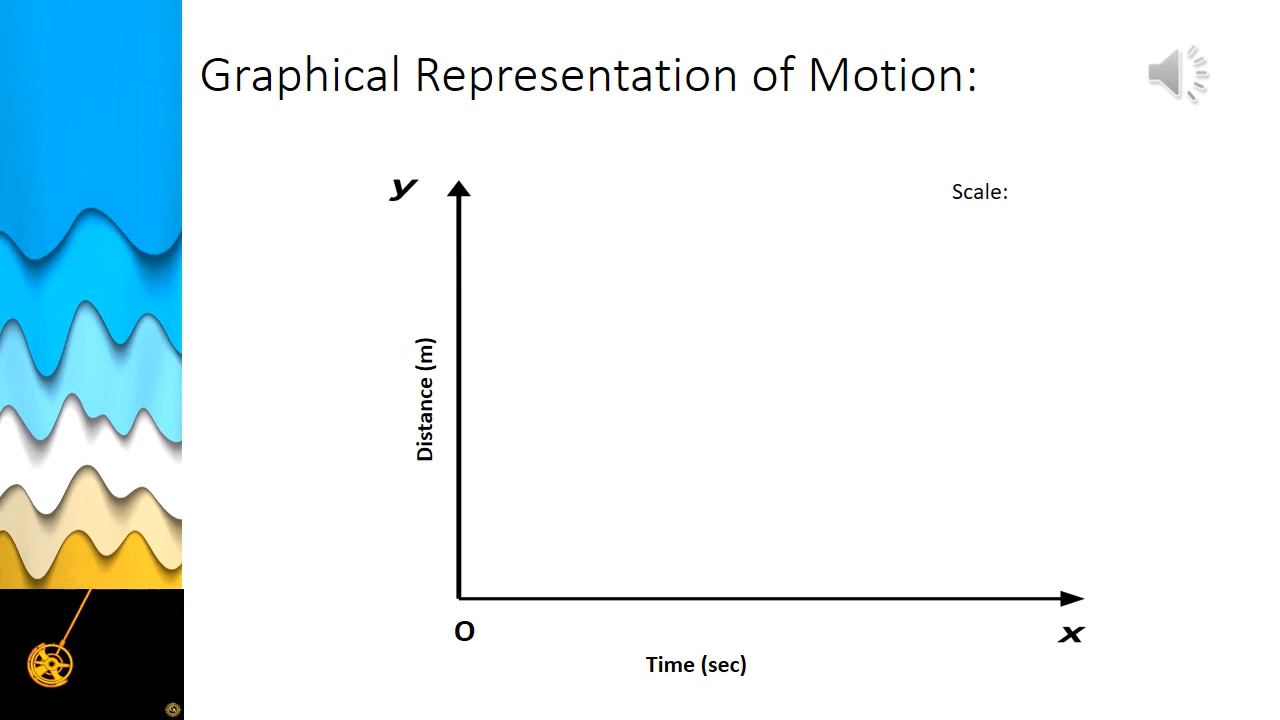 Graphical Representation of Motion:
y
Scale:
Distance (m)
O
x
Time (sec)